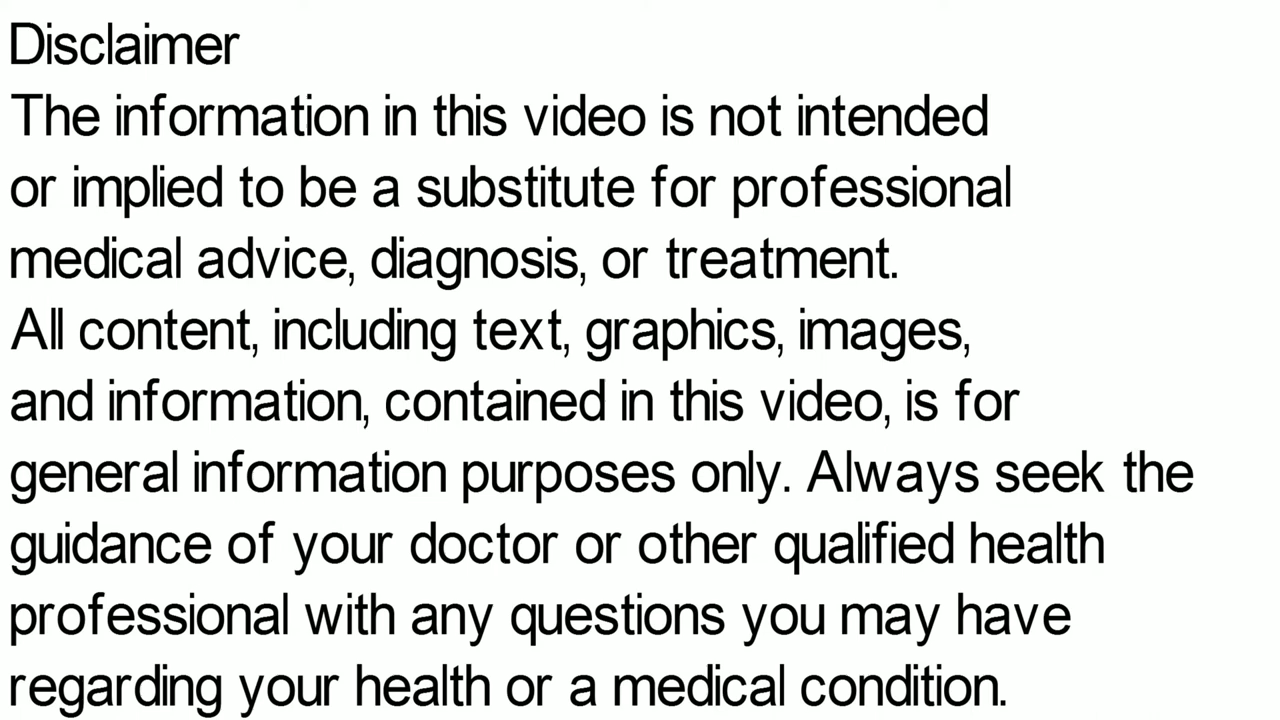 Disclaimer
The information in this video is not intended
or implied to be a substitute for professional
medical advice, diagnosis, or treatment.
All content, including text, graphics, images,
and information, contained in this video, is for
general information purposes only. Always seek the
guidance of your doctor or other qualified health
professional with any questions you may have
regarding your health or a medical condition.